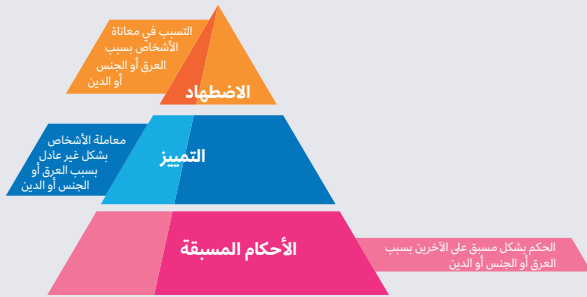 التسبب في معاناة
الأشخاص بسبب
العرق أو الجنس
أو الدين
الاضطهاد
معاملة الأشخاص
بشكل غير عادل
بسبب العرق أو
الجنس أو الدين
التمييز
الأحكام المسبقة
الحكم بشكل مسبق على الآخرين بسبب
العرق أو الجنس أو الدين